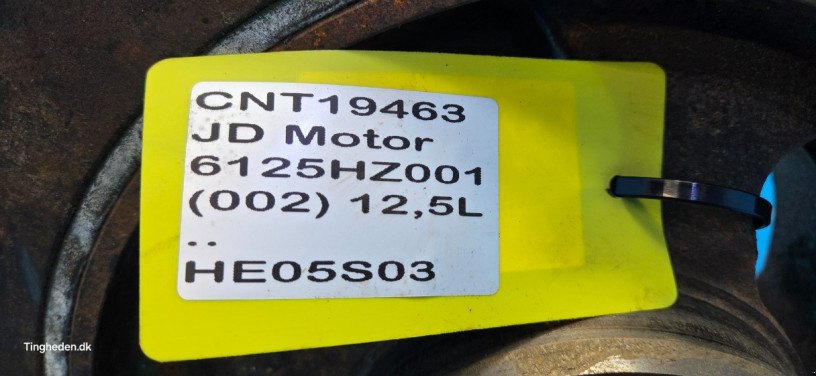 CNT19463
JD Motor
6125HZ001
(002) 12,5L
..
HE05S03
Tingheden.dk